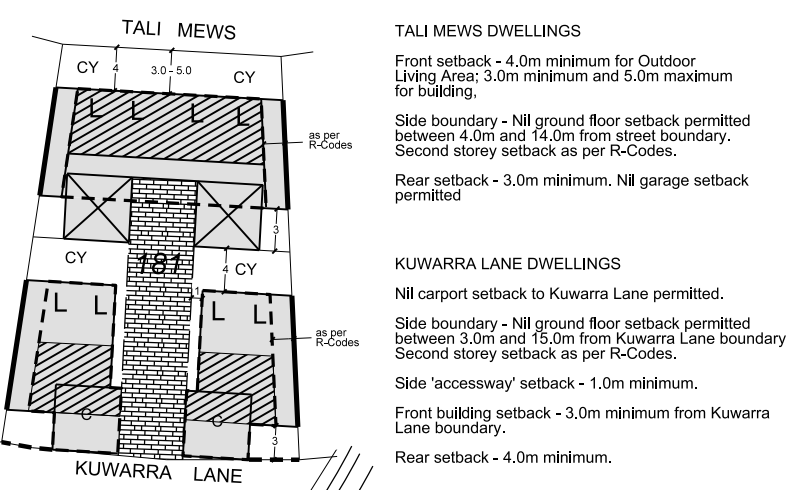 TALI MEWS
CY
4
3.0 - 5.0
CY
L L L L
as per
R-Codes
3
CY
181
4
CY
1
L L
L L
as per
R-Codes
C
C
3
KUWARRA LANE
TALI MEWS DWELLINGS
Front setback - 4.0m minimum for Outdoor
Living Area; 3.0m minimum and 5.0m maximum
for building,
Side boundary - Nil ground floor setback permitted
between 4.0m and 14.0m from street boundary.
Second storey setback as per R-Codes.
Rear setback - 3.0m minimum. Nil garage setback
permitted
KUWARRA LANE DWELLINGS
Nil carport setback to Kuwarra Lane permitted.
Side boundary - Nil ground floor setback permitted
between 3.0m and 15.0m from Kuwarra Lane boundary
Second storey setback as per R-Codes.
Side 'accessway' setback - 1.0m minimum.
Front building setback - 3.0m minimum from Kuwarra
Lane boundary.
Rear setback - 4.0m minimum.